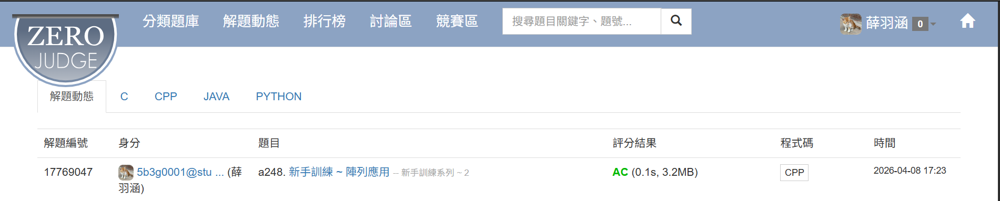 ZERO
JUDGE
分類題庫 解題動態 排行榜 討論區 競賽區 搜尋題目關鍵字、題號... 薛羽涵 0
解題動態 C CPP JAVA PYTHON
解題編號 身分 題目 評分結果 程式碼 時間
17769047 5b3g0001@stu ... (薛 a248. 新手訓練 ~ 陣列應用 -- 新手訓練系列 ~ 2 AC (0.1s, 3.2MB) CPP 2026-04-08 17:23
羽涵)